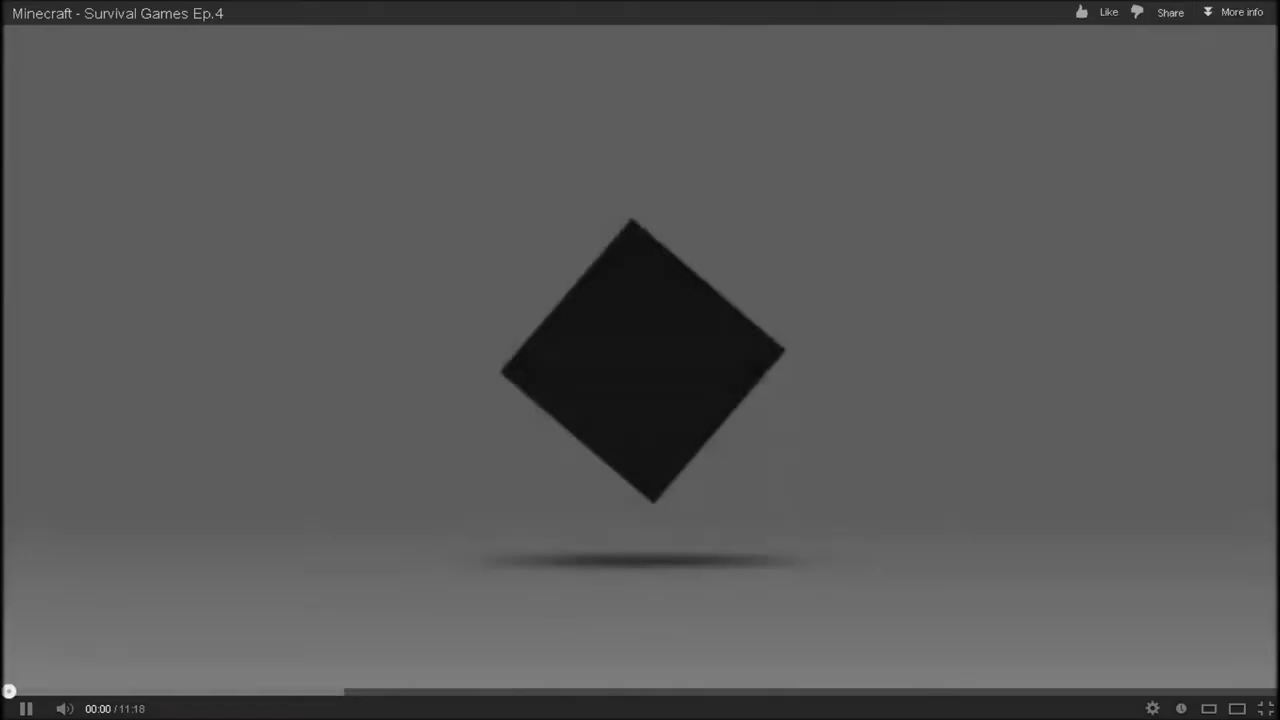 Minecraft - Survival Games Ep.4
Like
Share
More info
00:00 / 11:18